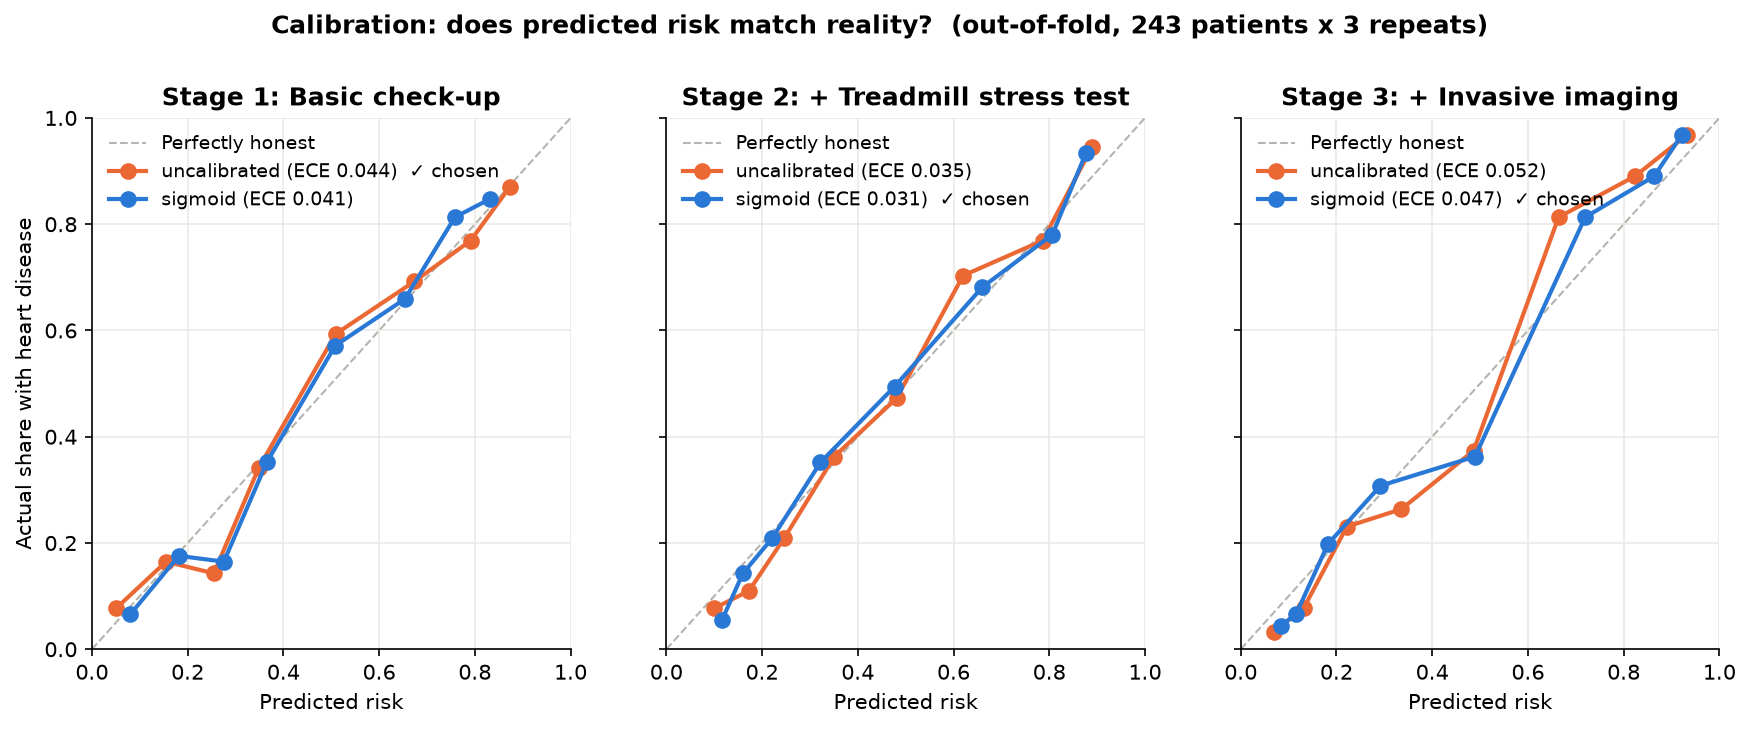 Calibration: does predicted risk match reality?  (out-of-fold, 243 patients x 3 repeats)
Stage 1: Basic check-up
Perfectly honest
uncalibrated (ECE 0.044)  ✓ chosen
sigmoid (ECE 0.041)
Actual share with heart disease
1.0
0.8
0.6
0.4
0.2
0.0
0.0 0.2 0.4 0.6 0.8 1.0
Predicted risk
Stage 2: + Treadmill stress test
Perfectly honest
uncalibrated (ECE 0.035)
sigmoid (ECE 0.031)  ✓ chosen
0.0 0.2 0.4 0.6 0.8 1.0
Predicted risk
Stage 3: + Invasive imaging
Perfectly honest
uncalibrated (ECE 0.052)
sigmoid (ECE 0.047)  ✓ chosen
0.0 0.2 0.4 0.6 0.8 1.0
Predicted risk